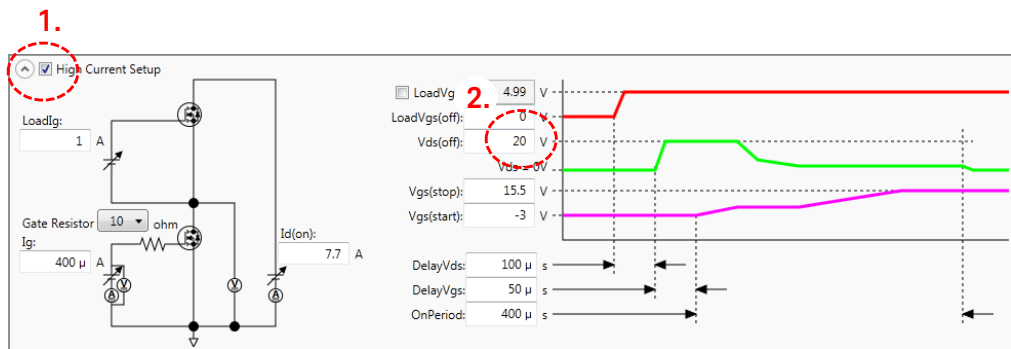 1.
High Current Setup
LoadIg:
1 A
Gate Resistor 10 ohm
Ig:
400 μ A
A
V
V
Id(on):
7.7 A
A
2.
LoadVg 4.99 V
LoadVgs(off): 0 V
Vds(off): 20 V
Vds = 0V
Vgs(stop): 15.5 V
Vgs(start): -3 V
DelayVds: 100 μ s
DelayVgs: 50 μ s
OnPeriod: 400 μ s